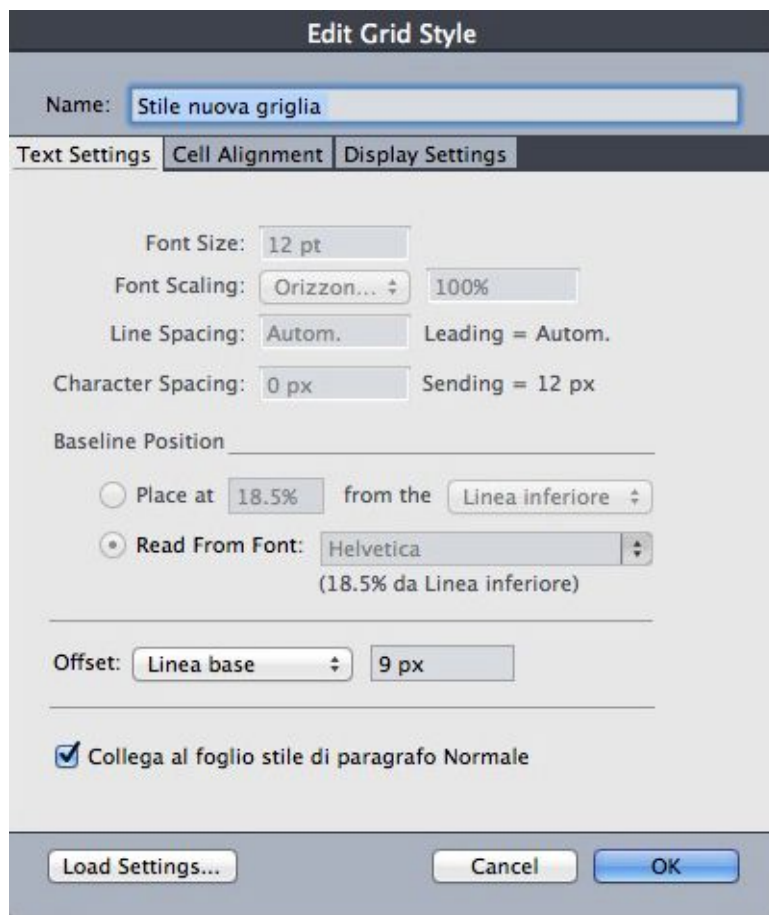 Edit Grid Style
Name: Stile nuova griglia
Text Settings Cell Alignment Display Settings
Font Size: 12 pt
Font Scaling: Orizzon... 100%
Line Spacing: Autom. Leading = Autom.
Character Spacing: 0 px Sending = 12 px
Baseline Position
Place at 18.5% from the Linea inferiore
Read From Font: Helvetica
(18.5% da Linea inferiore)
Offset: Linea base 9 px
Collega al foglio stile di paragrafo Normale
Load Settings... Cancel OK